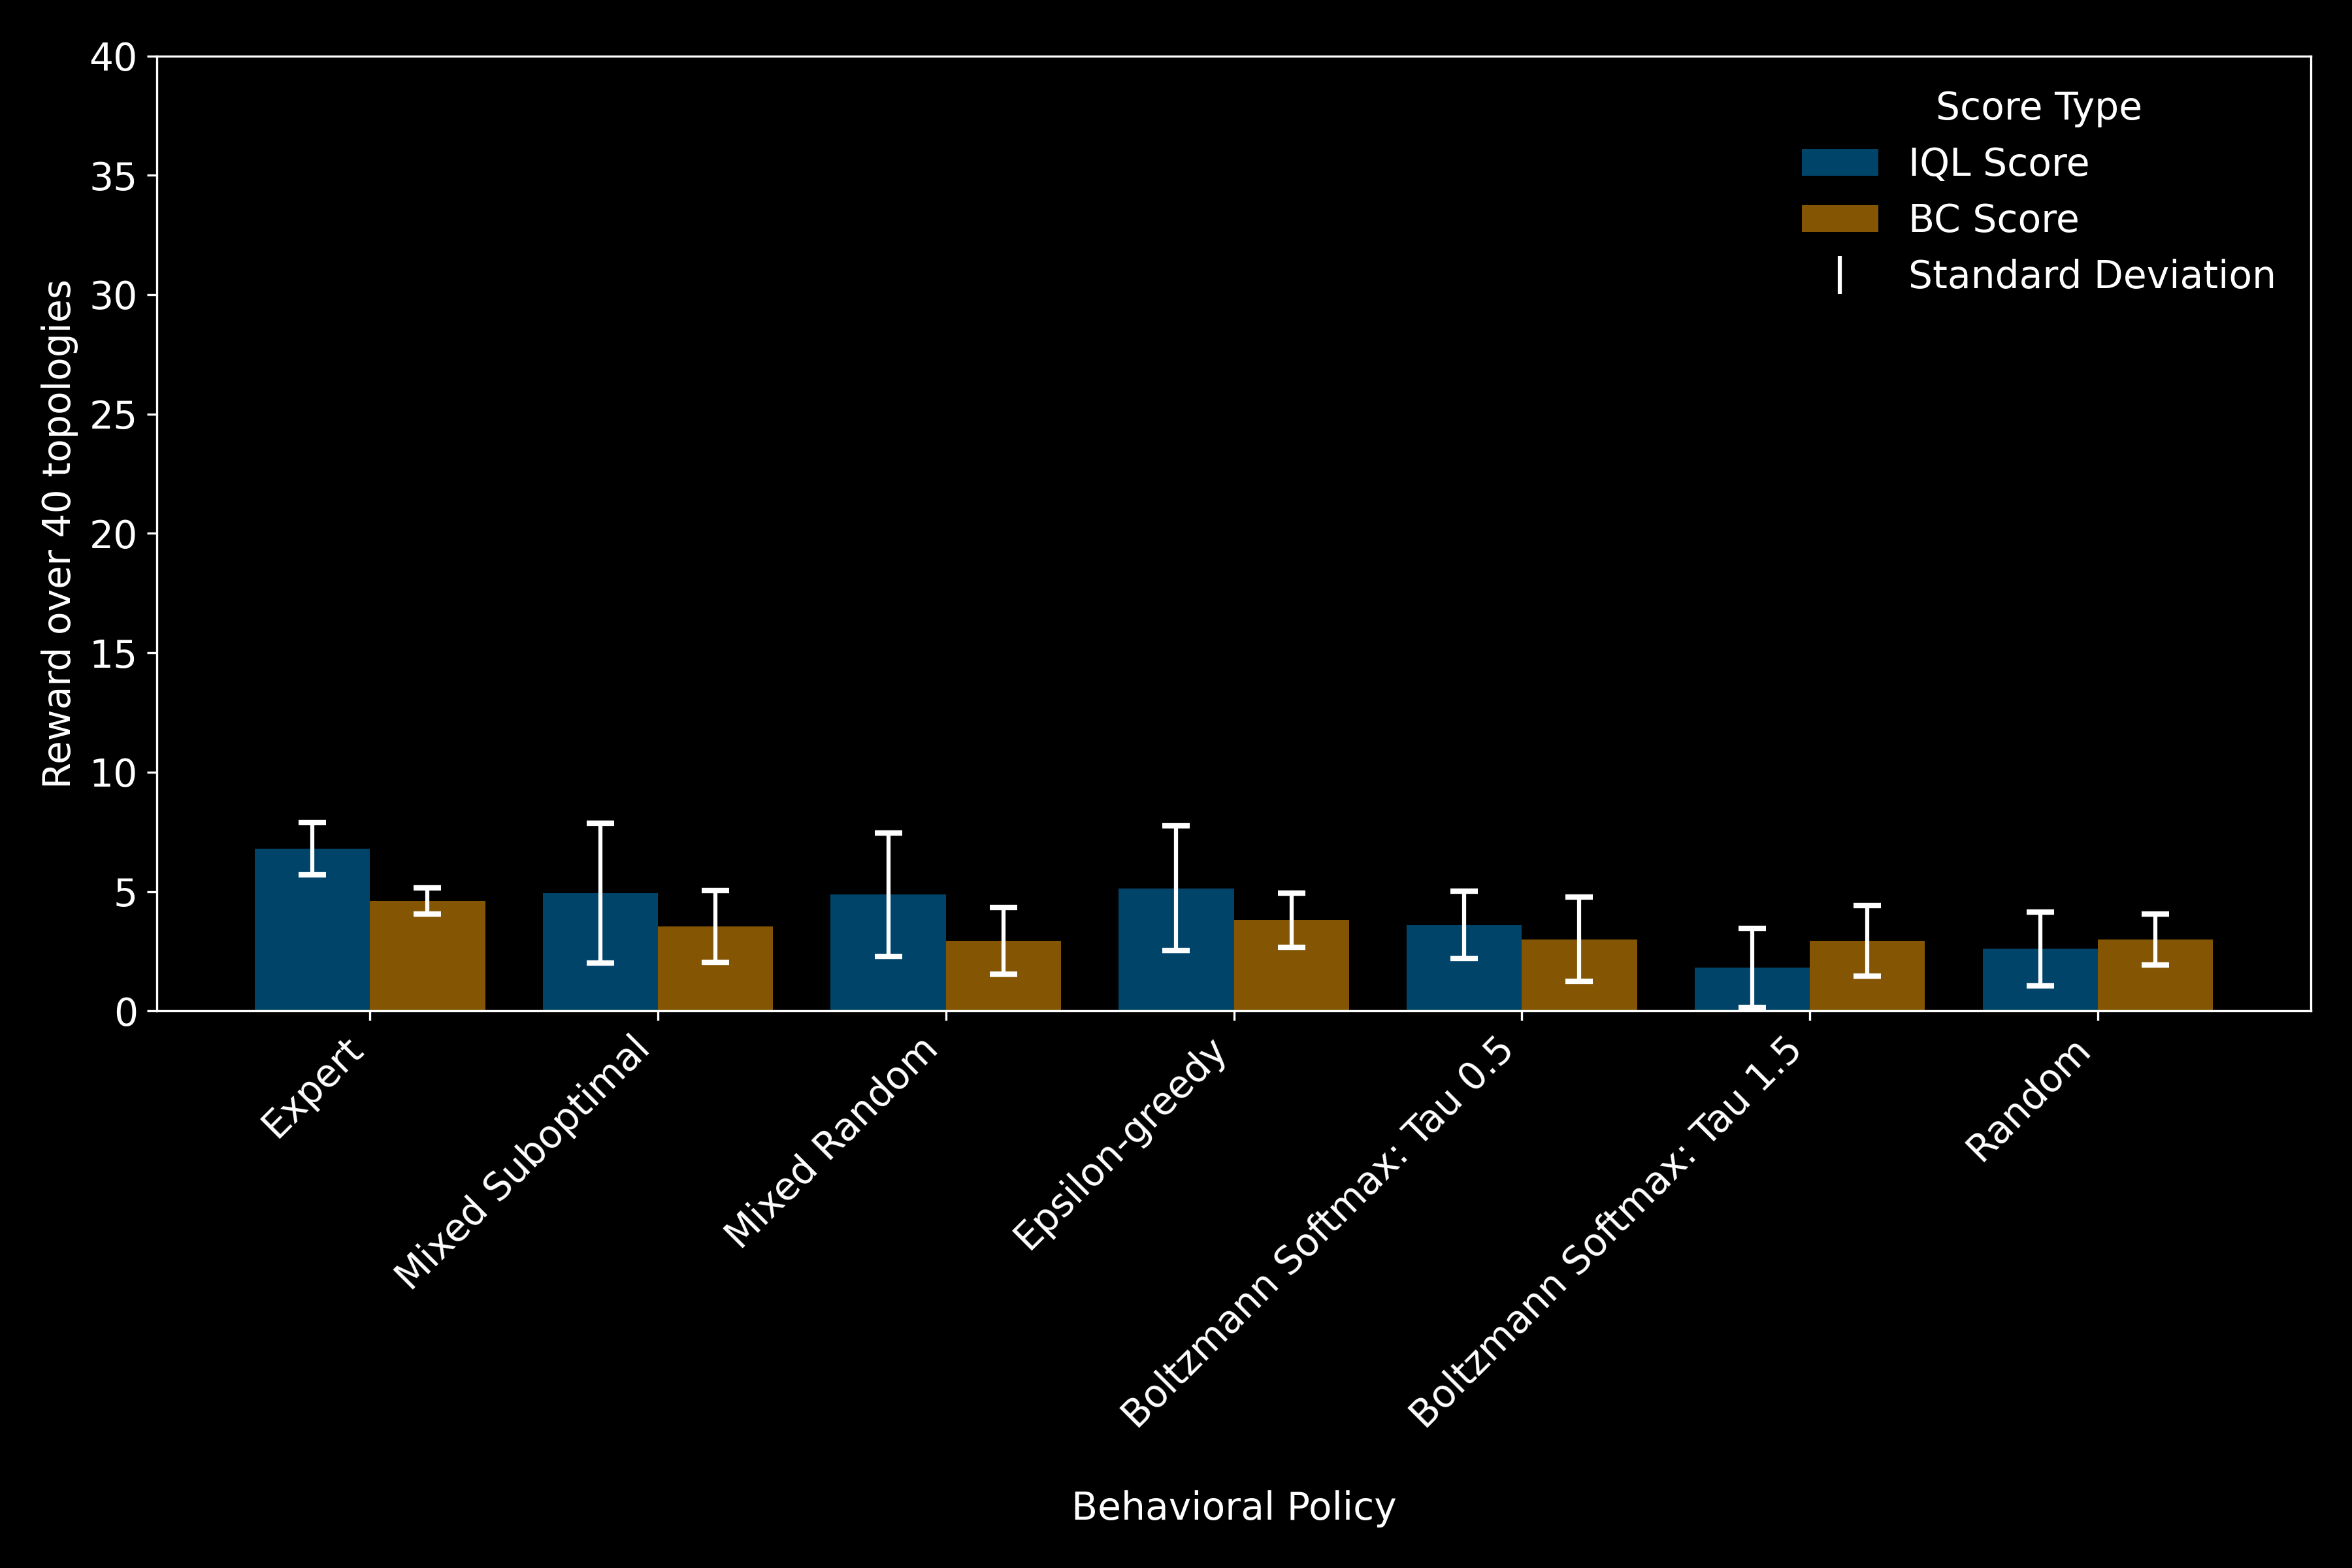 40
35
30
25
20
15
10
5
0
Reward over 40 topologies
Score Type
IQL Score
BC Score
Standard Deviation
Expert
Mixed Suboptimal
Mixed Random
Epsilon-greedy
Boltzmann Softmax: Tau 0.5
Boltzmann Softmax: Tau 1.5
Random
Behavioral Policy